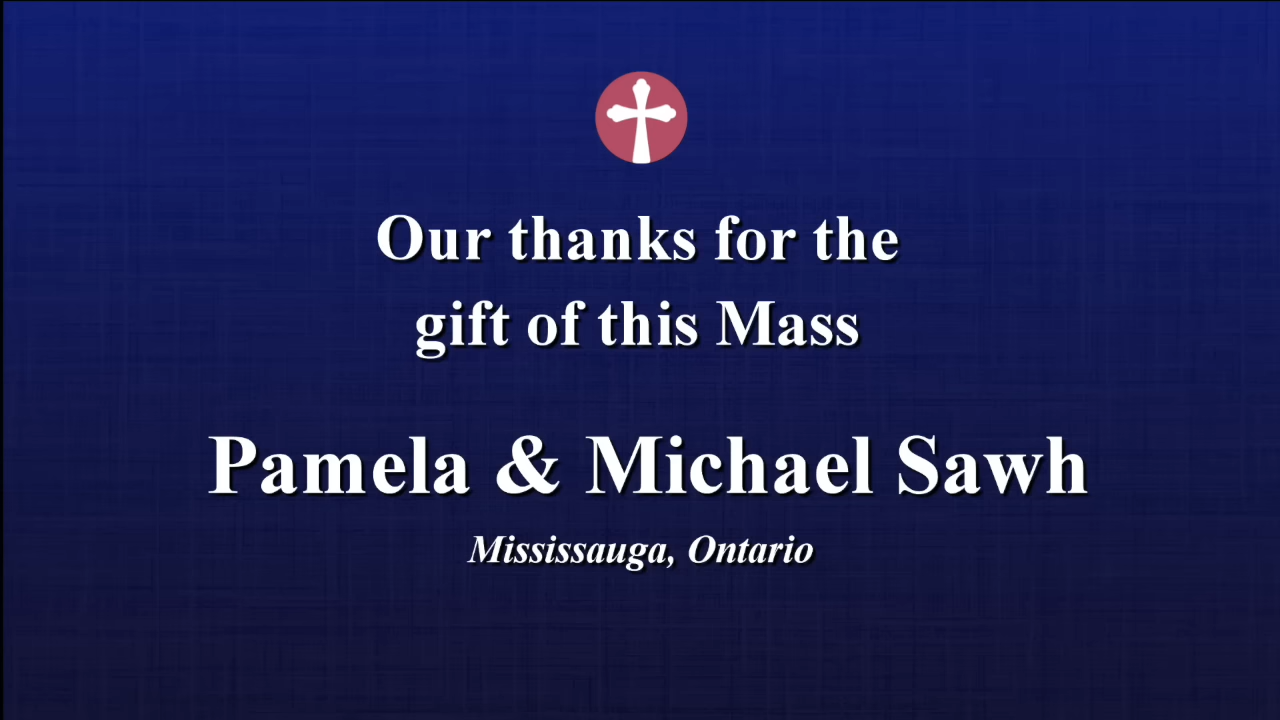 Our thanks for the
gift of this Mass
Pamela & Michael Sawh
Mississauga, Ontario